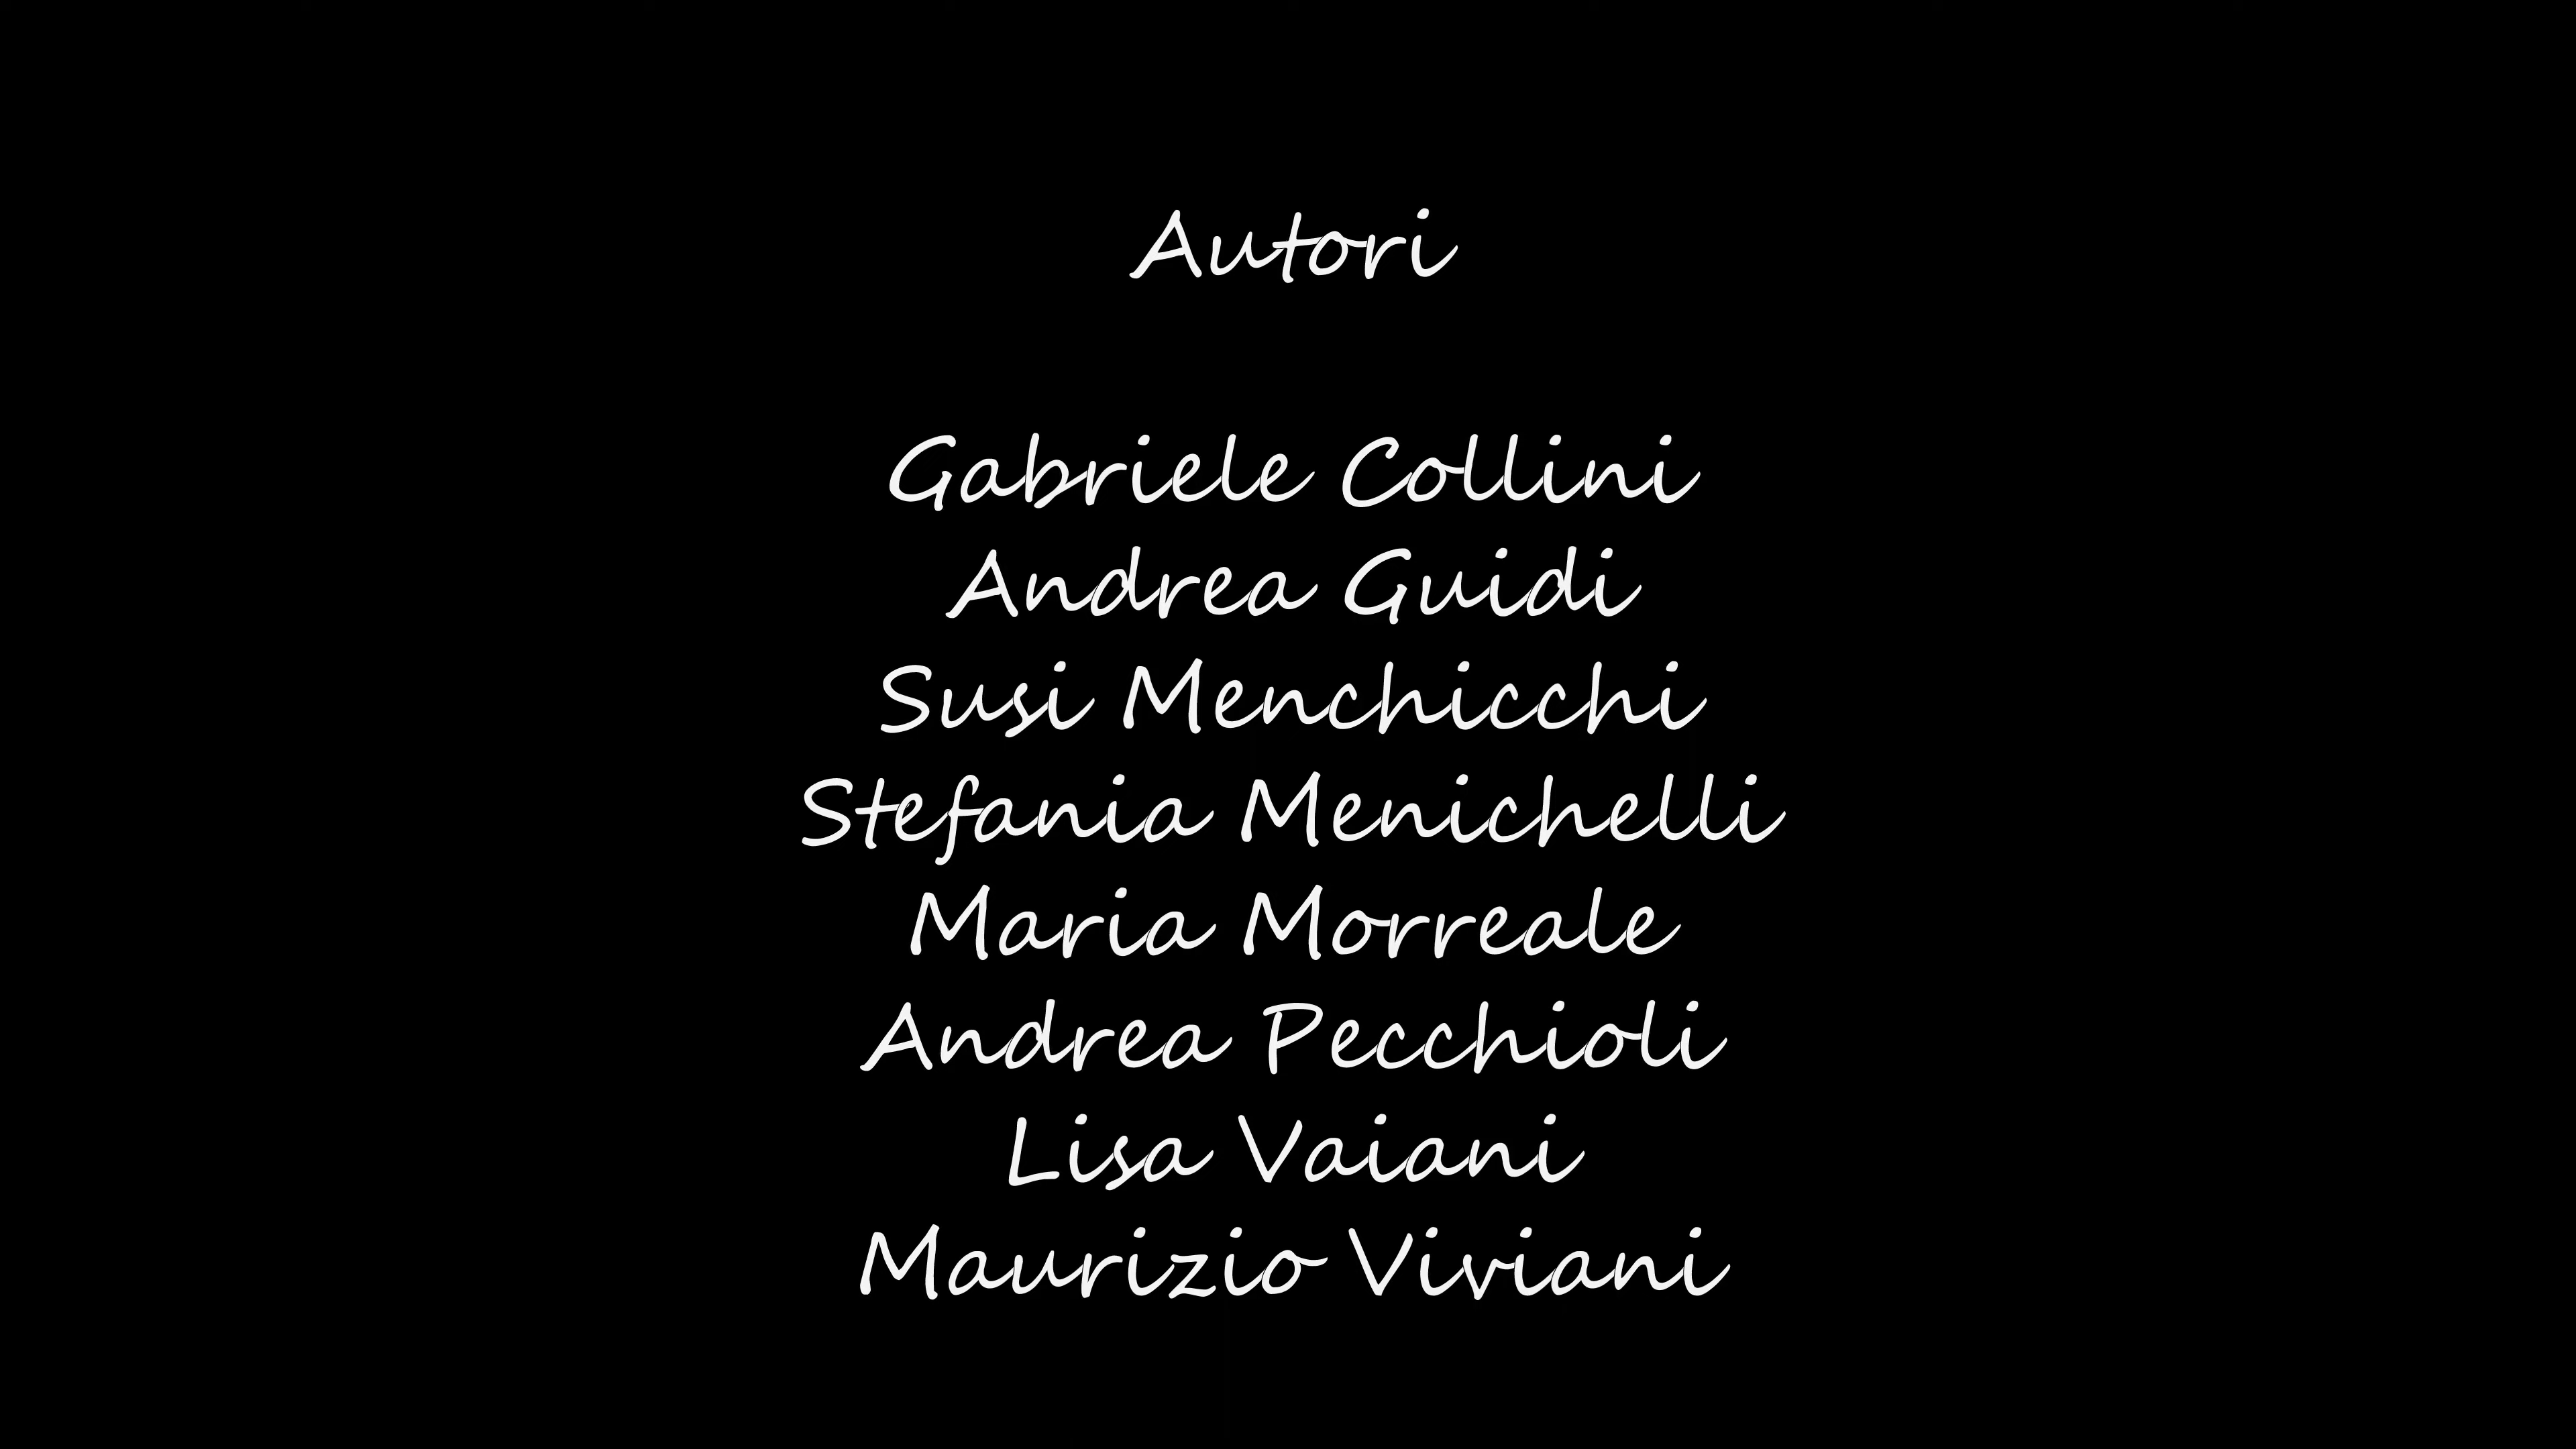 Autori
Gabriele Collini
Andrea Guidi
Susi Menchicchi
Stefania Menichelli
Maria Morreale
Andrea Pecchioli
Lisa Vaiani
Maurizio Viviani